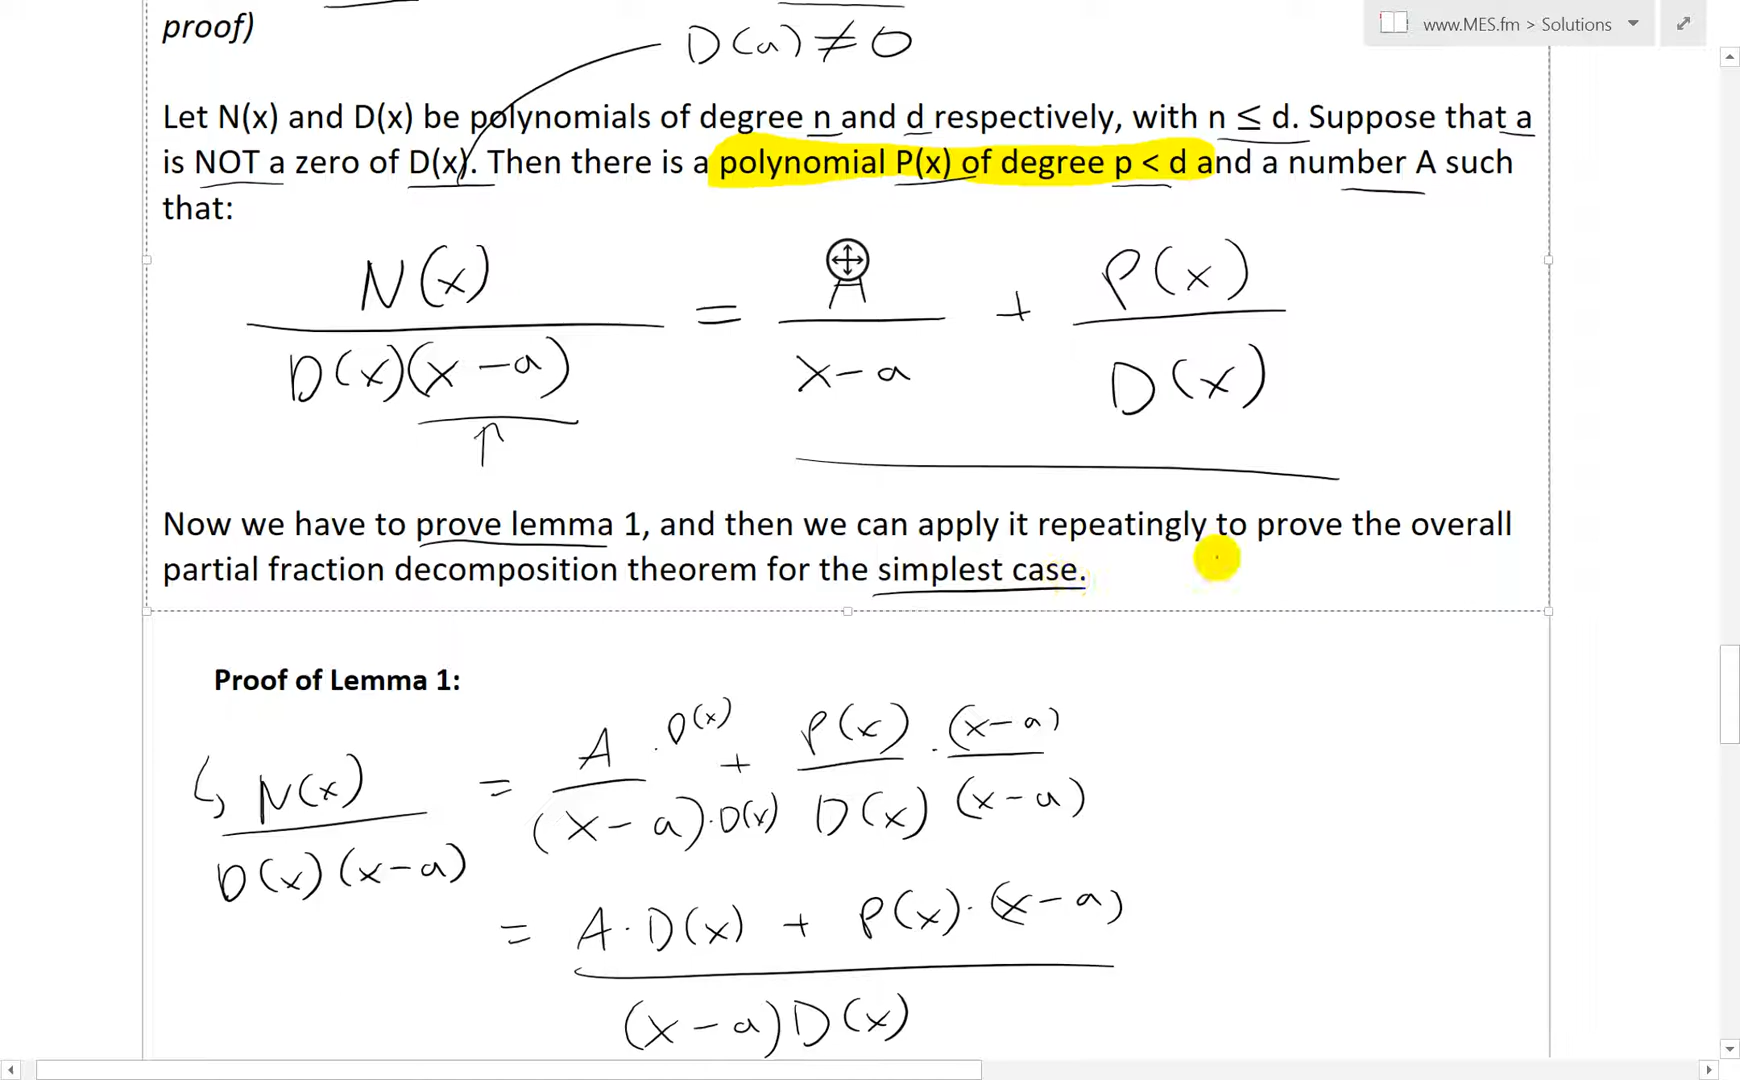 www.MES.fm > Solutions
proof)
D(a) ≠ 0
Let N(x) and D(x) be polynomials of degree n and d respectively, with n ≤ d. Suppose that a
is NOT a zero of D(x). Then there is a polynomial P(x) of degree p < d and a number A such
that:
N(x) / D(x)(x-a) = A / x-a + P(x) / D(x)
↑
Now we have to prove lemma 1, and then we can apply it repeatingly to prove the overall
partial fraction decomposition theorem for the simplest case.
Proof of Lemma 1:
↳ N(x) / D(x)(x-a) = A · D(x) / (x-a) · D(x) + P(x) / D(x) · (x-a) / (x-a)
= A · D(x) + P(x) · (x-a) / (x-a)D(x)